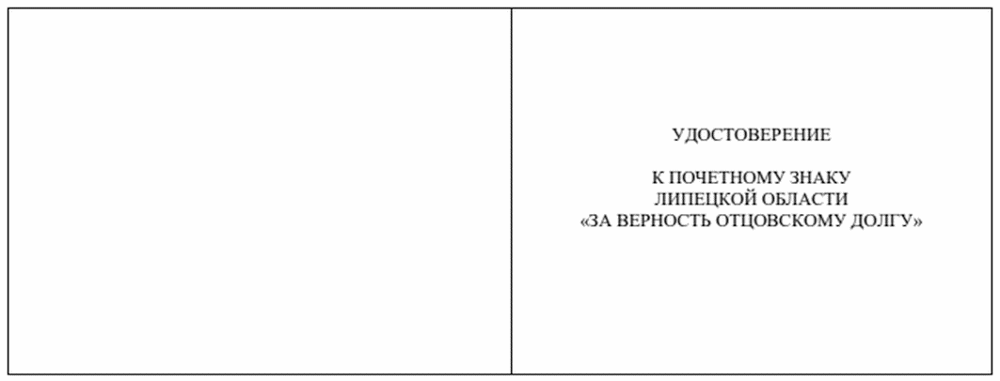 УДОСТОВЕРЕНИЕ
К ПОЧЕТНОМУ ЗНАКУ
ЛИПЕЦКОЙ ОБЛАСТИ
«ЗА ВЕРНОСТЬ ОТЦОВСКОМУ ДОЛГУ»